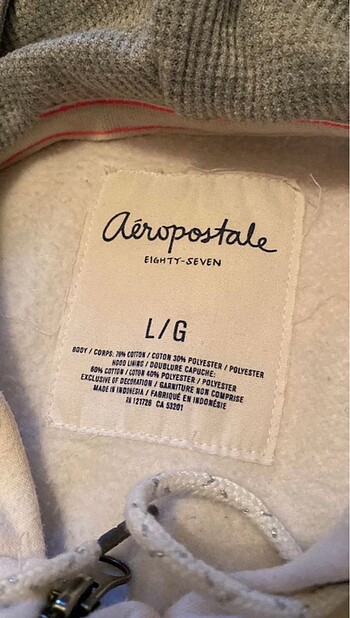 Aéropostale
EIGHTY-SEVEN
L/G
BODY / CORPS: 70% COTTON / COTON 30% POLYESTER / POLYESTER
HOOD LINING / DOUBLURE CAPUCHE:
60% COTTON / COTON 40% POLYESTER / POLYESTER
EXCLUSIVE OF DECORATION / GARNITURE NON COMPRISE
MADE IN INDONESIA / FABRIQUÉ EN INDONÉSIE
RN 121726 CA 53201